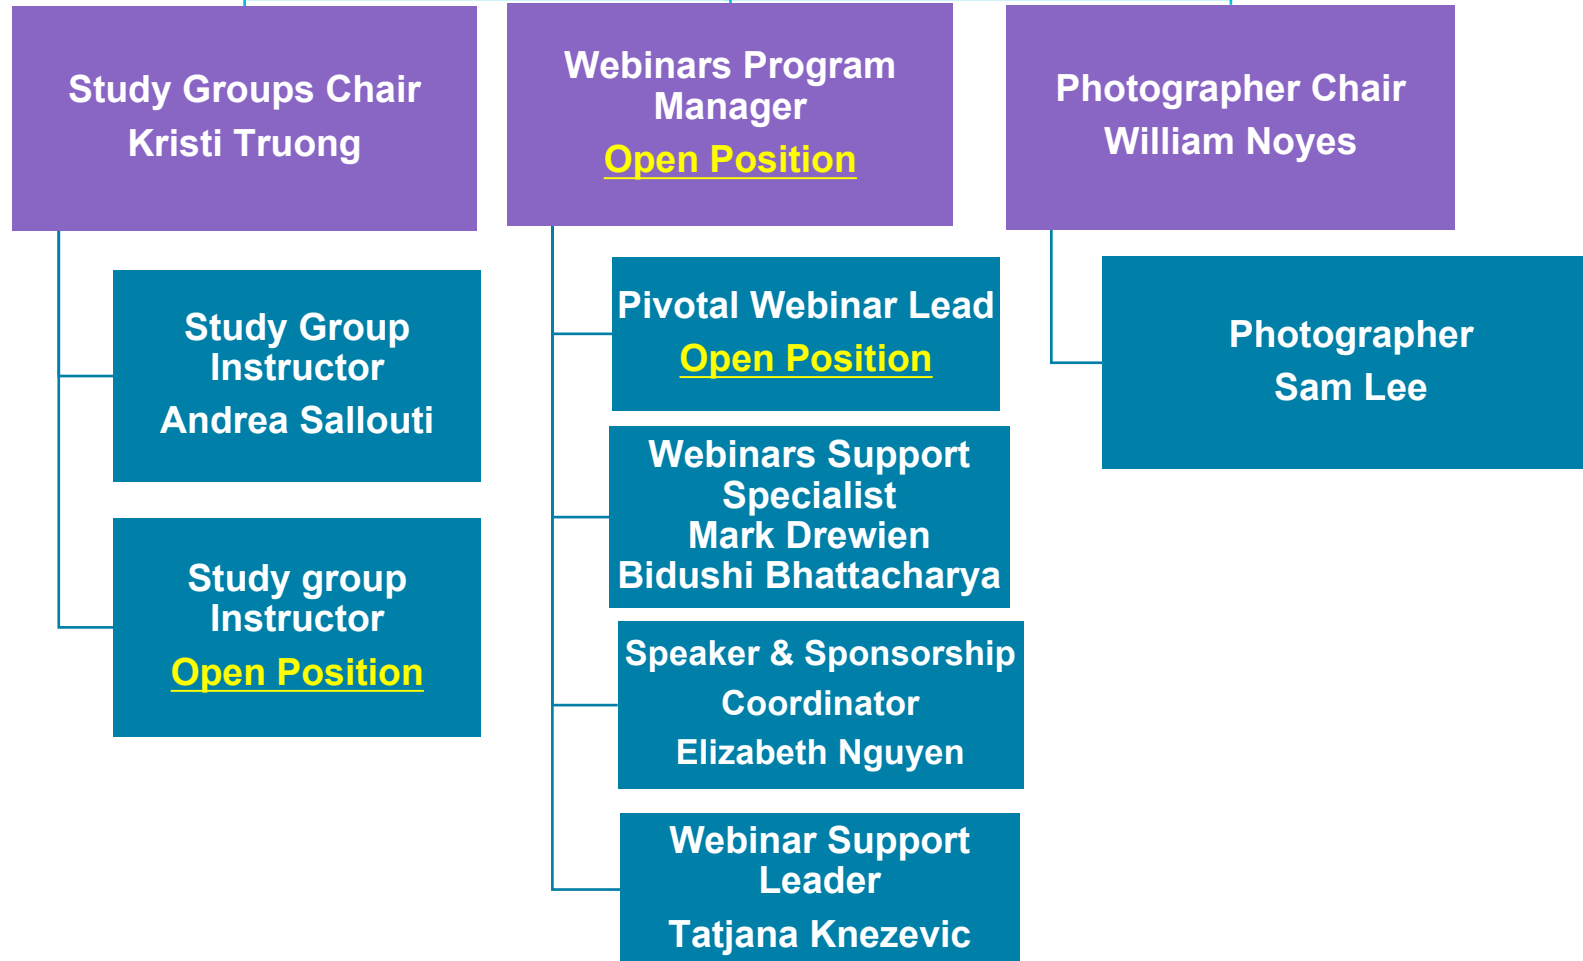 Study Groups Chair
Kristi Truong
Webinars Program
Manager
Open Position
Photographer Chair
William Noyes
Study Group
Instructor
Andrea Sallouti
Study group
Instructor
Open Position
Pivotal Webinar Lead
Open Position
Webinars Support
Specialist
Mark Drewien
Bidushi Bhattacharya
Speaker & Sponsorship
Coordinator
Elizabeth Nguyen
Webinar Support
Leader
Tatjana Knezevic
Photographer
Sam Lee